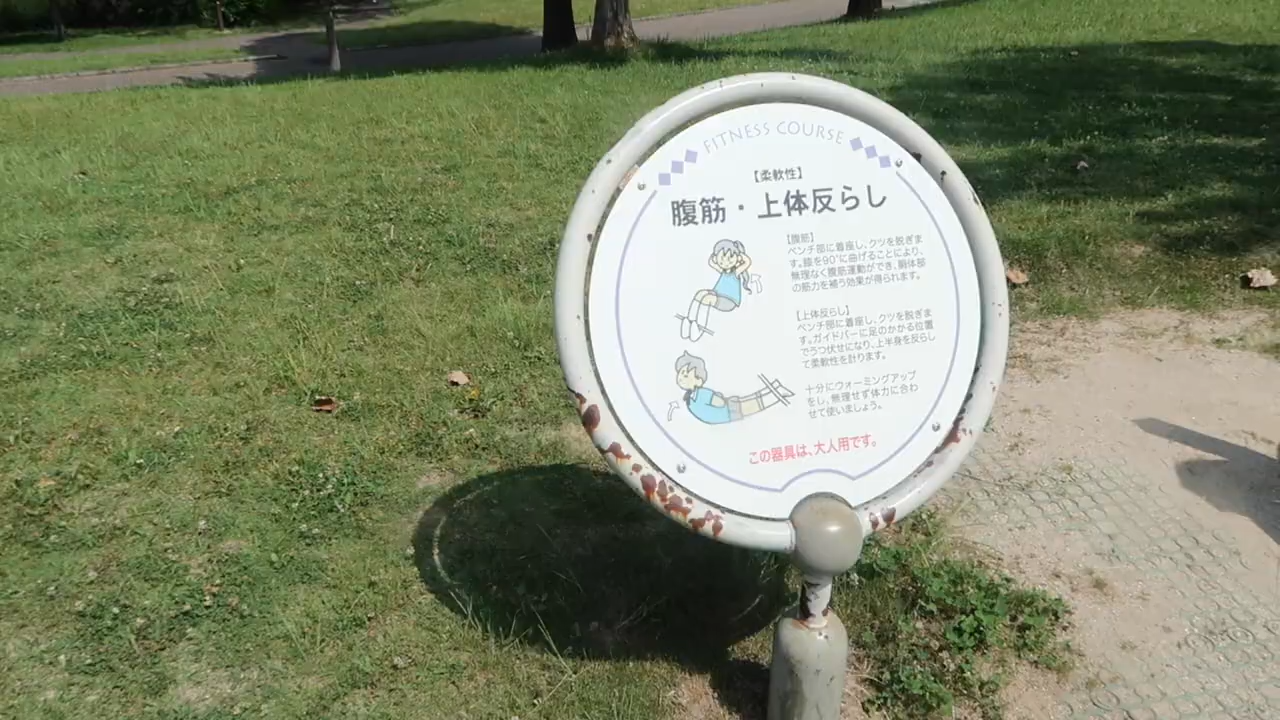 FITNESS COURSE
【柔軟性】
腹筋・上体反らし
【腹筋】
ベンチ部に着座し、クツを脱ぎま
す。膝を90°に曲げることにより、
無理なく腹筋運動ができ、胴体部
の筋力を補う効果が得られます。
【上体反らし】
ベンチ部に着座し、クツを脱ぎま
す。ガイドバーに足のかかる位置
でうつ伏せになり、上半身を反らし
て柔軟性を計ります。
十分にウォーミングアップ
をし、無理せず体力に合わ
せて使いましょう。
この器具は、大人用です。